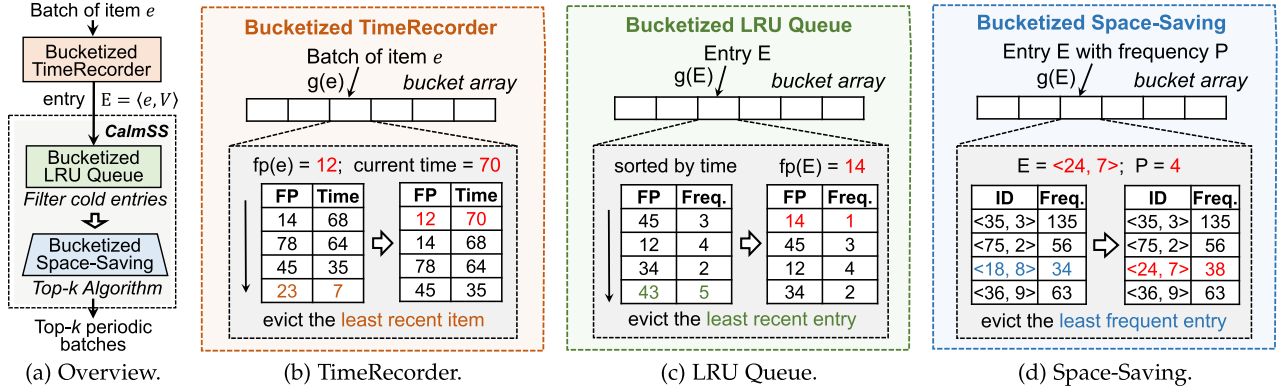 Batch of item e
Bucketized
TimeRecorder
entry E = ⟨e, V⟩
CalmSS
Bucketized
LRU Queue
Filter cold entries
Bucketized
Space-Saving
Top-k Algorithm
Top-k periodic
batches
(a) Overview.
Bucketized TimeRecorder
Batch of item e
g(e) bucket array
fp(e) = 12; current time = 70
FP Time FP Time
14 68 12 70
78 64 14 68
45 35 78 64
23 7 45 35
evict the least recent item
(b) TimeRecorder.
Bucketized LRU Queue
Entry E
g(E) bucket array
sorted by time fp(E) = 14
FP Freq. FP Freq.
45 3 14 1
12 4 45 3
34 2 12 4
43 5 34 2
evict the least recent entry
(c) LRU Queue.
Bucketized Space-Saving
Entry E with frequency P
g(E) bucket array
E = <24, 7>; P = 4
ID Freq. ID Freq.
<35, 3> 135 <35, 3> 135
<75, 2> 56 <75, 2> 56
<18, 8> 34 <24, 7> 38
<36, 9> 63 <36, 9> 63
evict the least frequent entry
(d) Space-Saving.